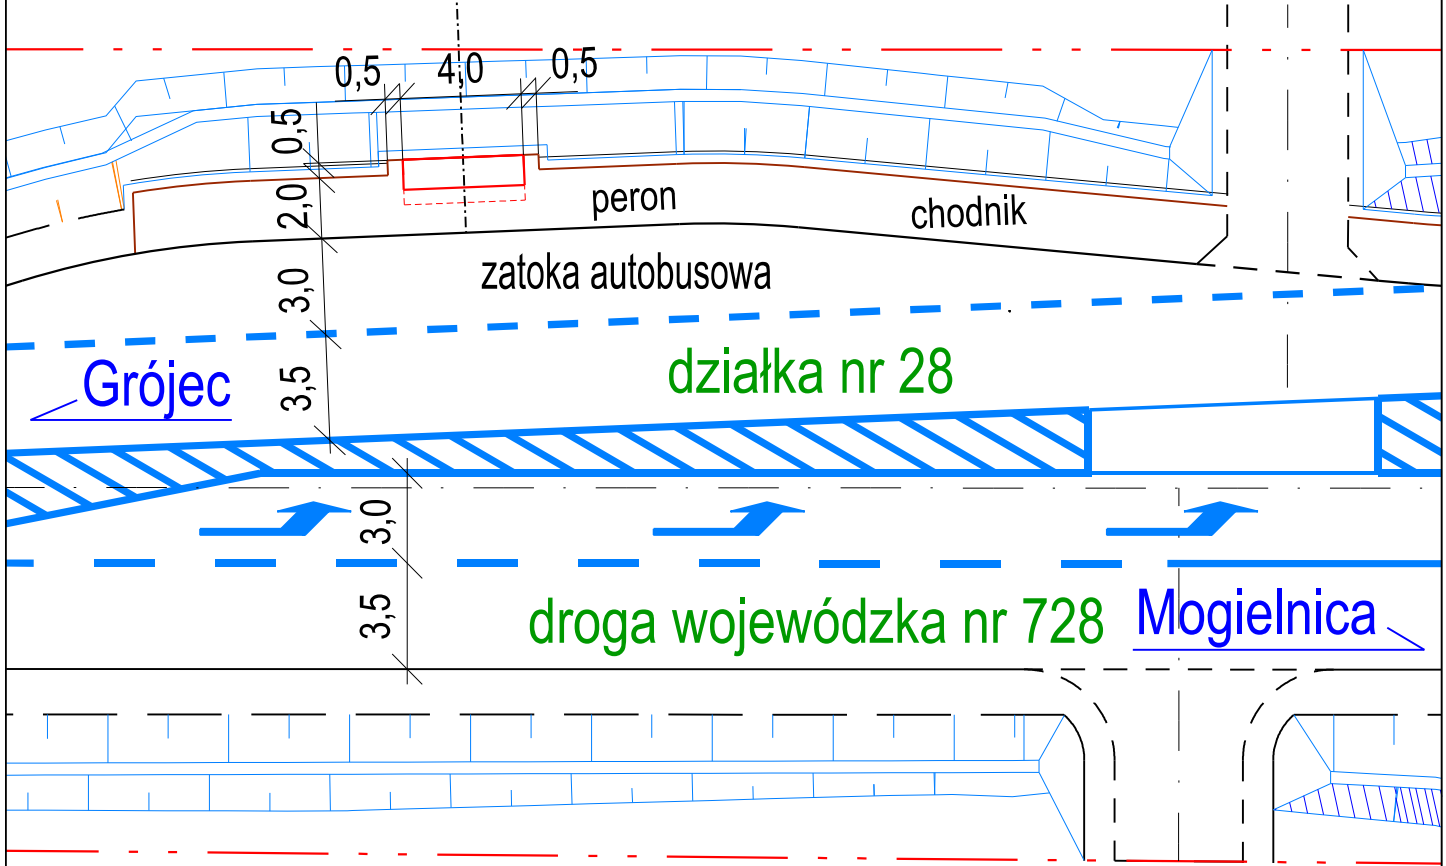 0,5 4,0 0,5
0,5
2,0
peron
chodnik
3,0
zatoka autobusowa
3,5
Grójec
działka nr 28
3,0
3,5
droga wojewódzka nr 728
Mogielnica